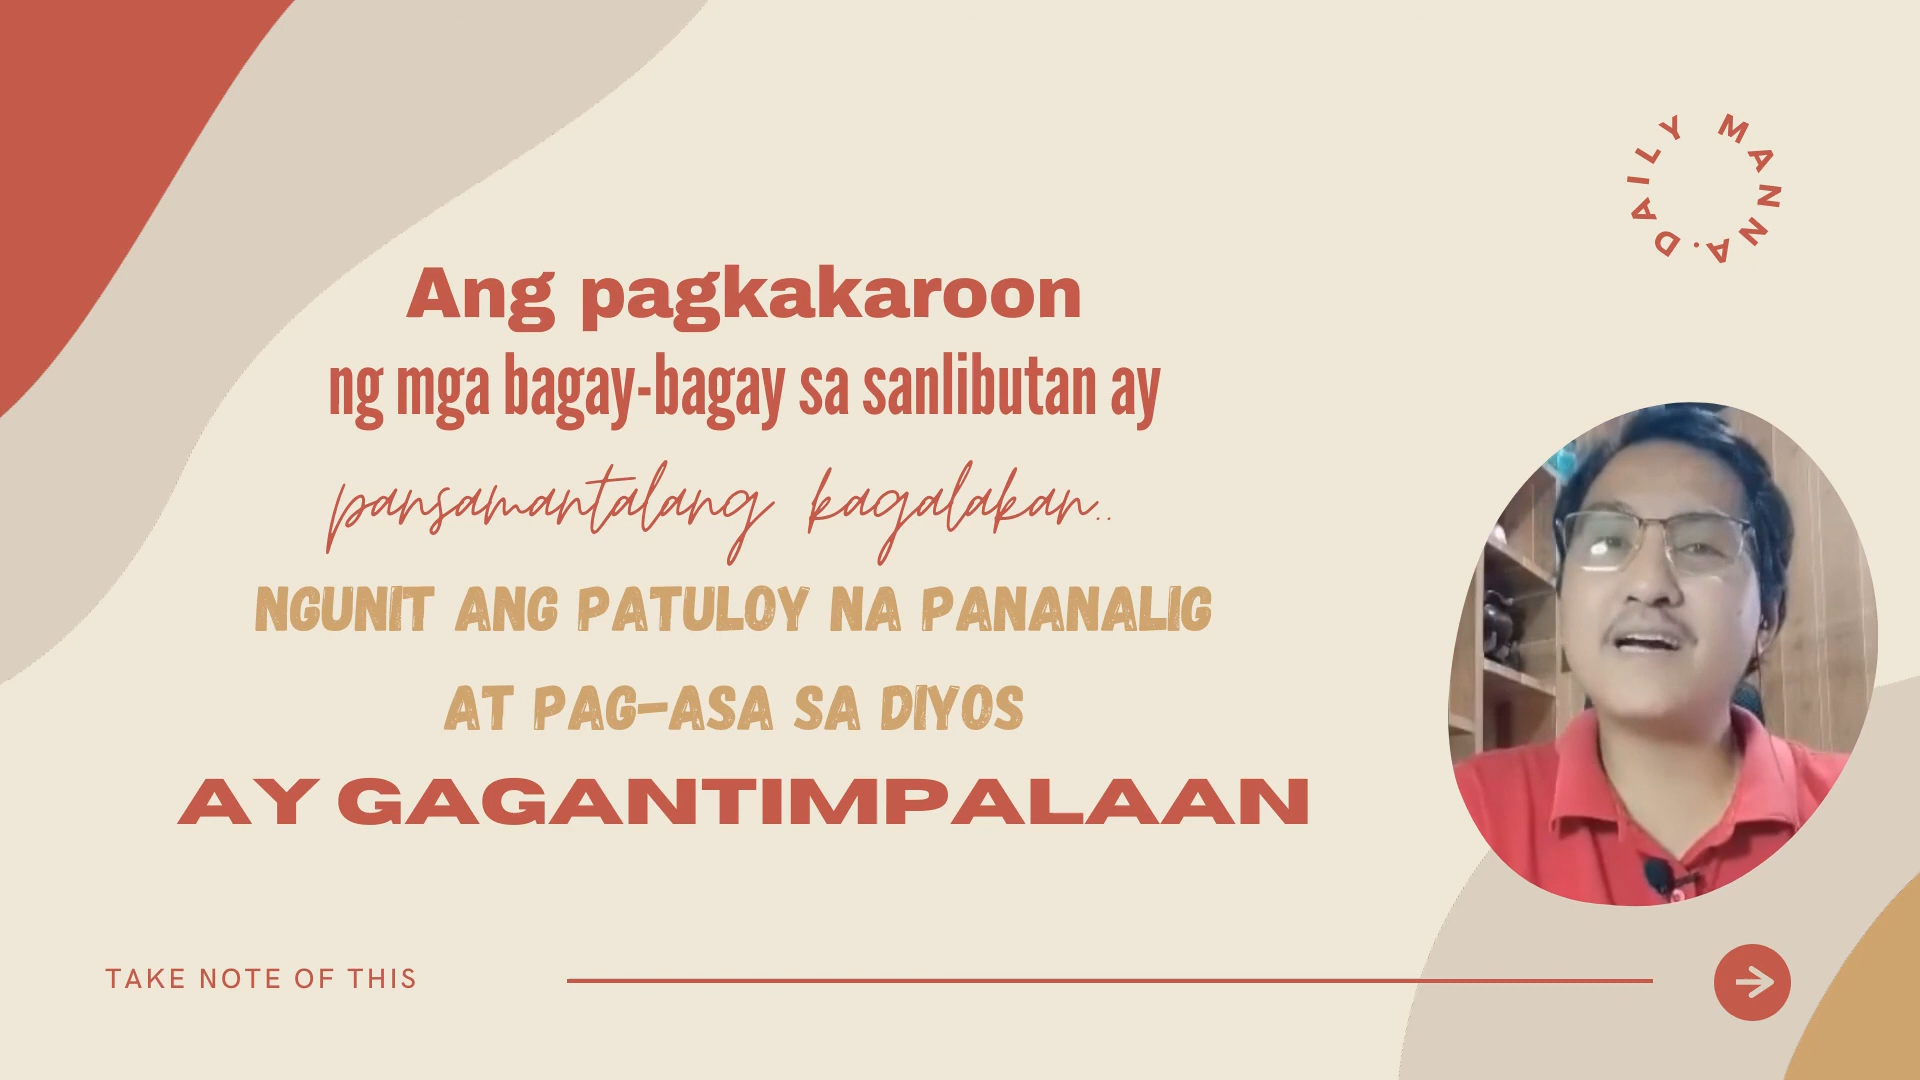 DAILY MANNA.
Ang pagkakaroon
ng mga bagay-bagay sa sanlibutan ay
pansamantalang kagalakan..
NGUNIT ANG PATULOY NA PANANALIG
AT PAG-ASA SA DIYOS
AY GAGANTIMPALAAN
TAKE NOTE OF THIS